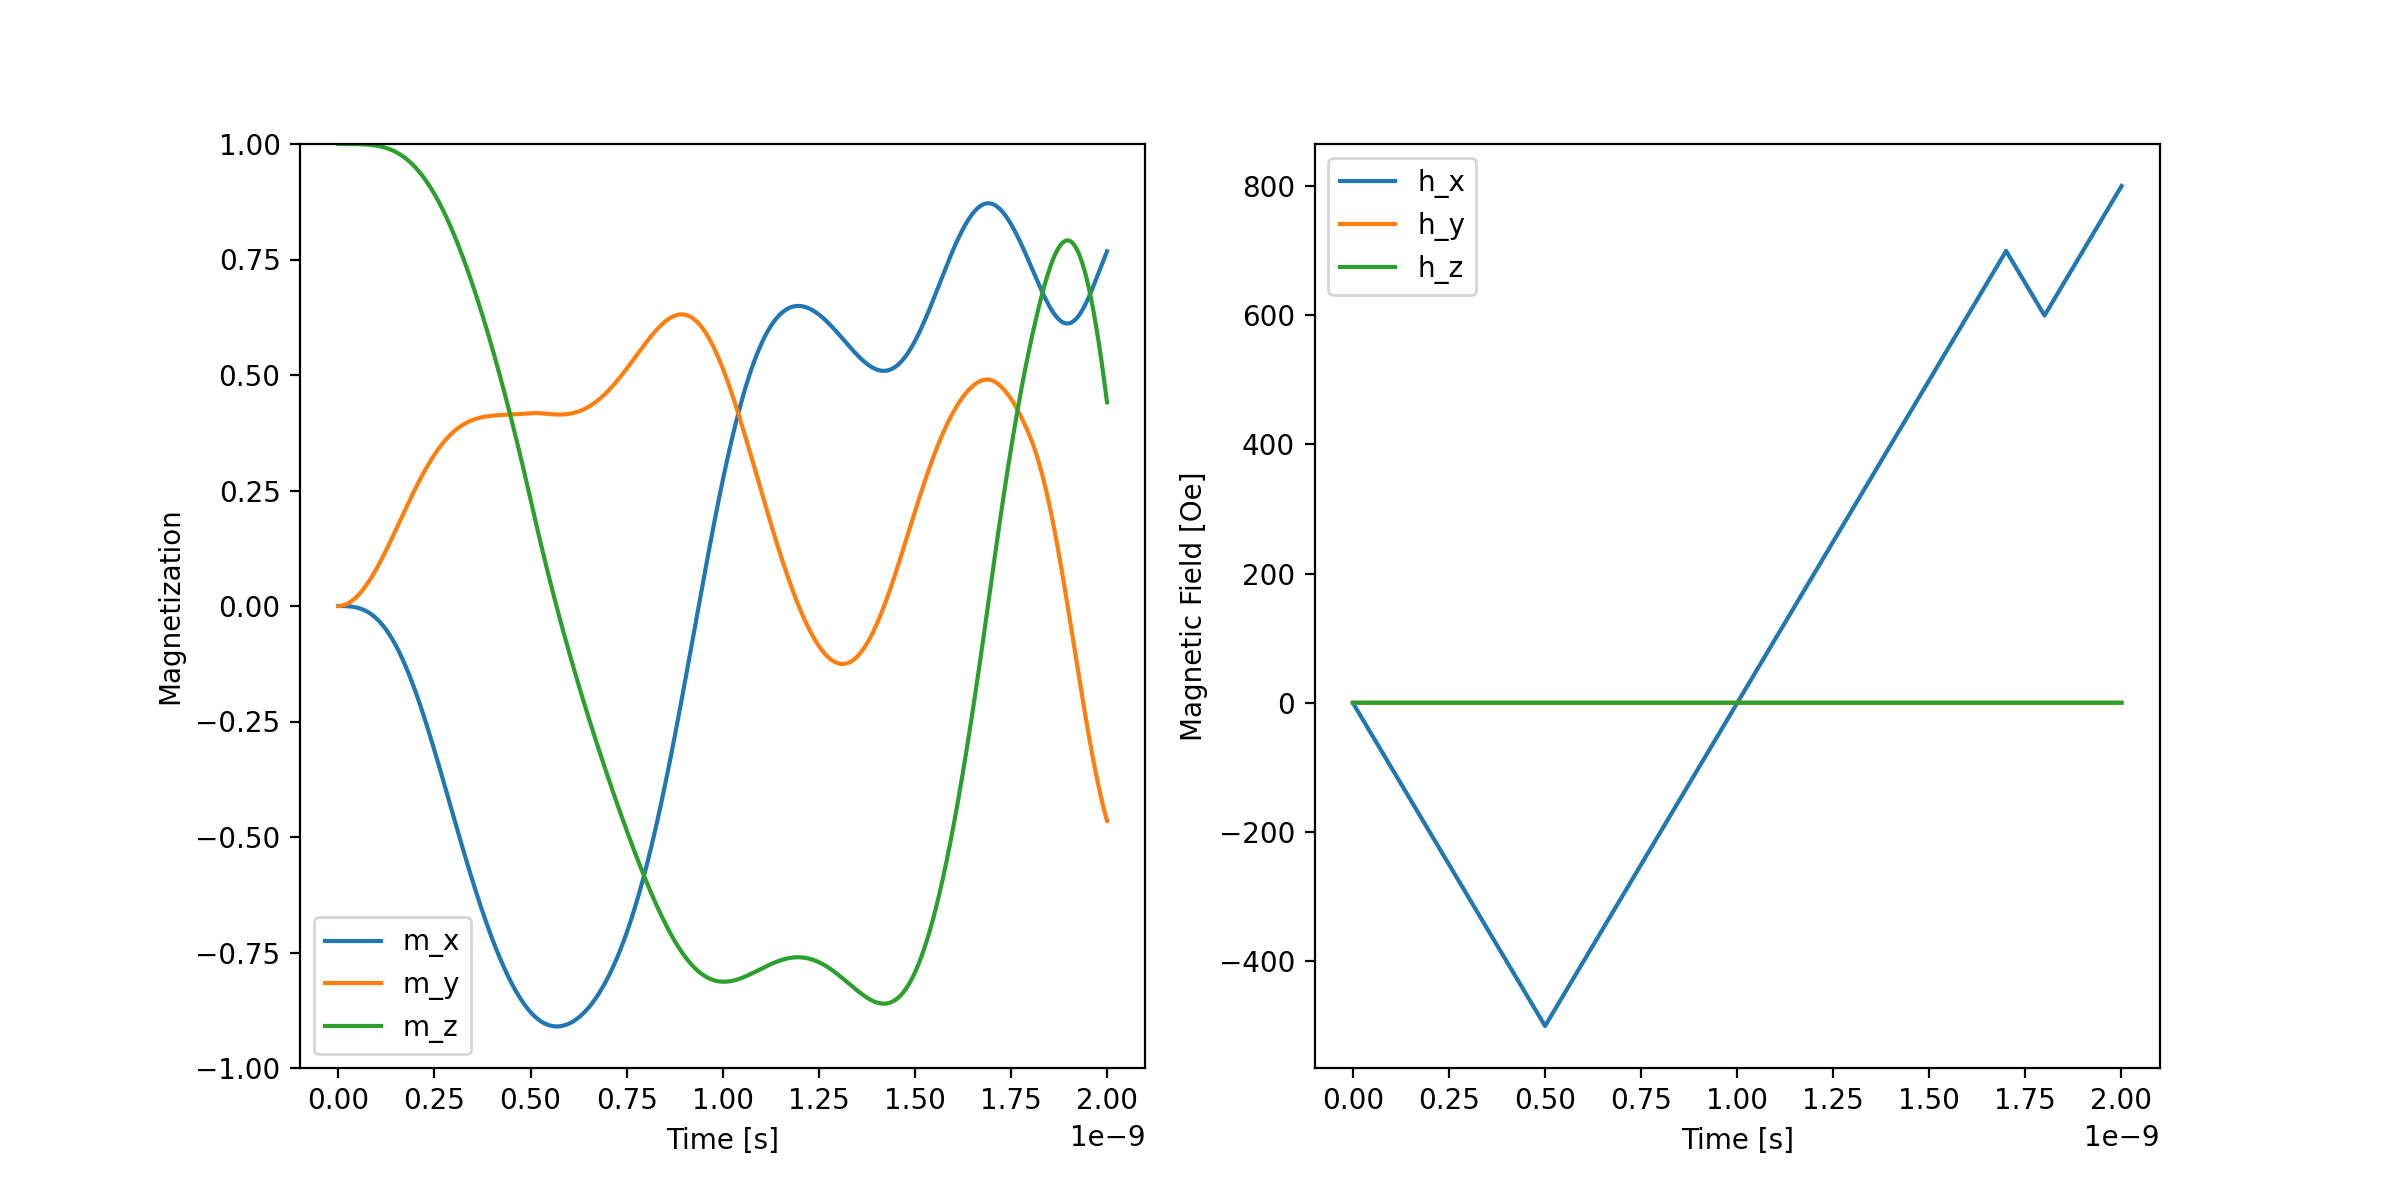 Magnetization
1.00
0.75
0.50
0.25
0.00
−0.25
−0.50
−0.75
−1.00
m_x
m_y
m_z
0.00 0.25 0.50 0.75 1.00 1.25 1.50 1.75 2.00
1e−9
Time [s]
Magnetic Field [Oe]
800
600
400
200
0
−200
−400
h_x
h_y
h_z
0.00 0.25 0.50 0.75 1.00 1.25 1.50 1.75 2.00
1e−9
Time [s]